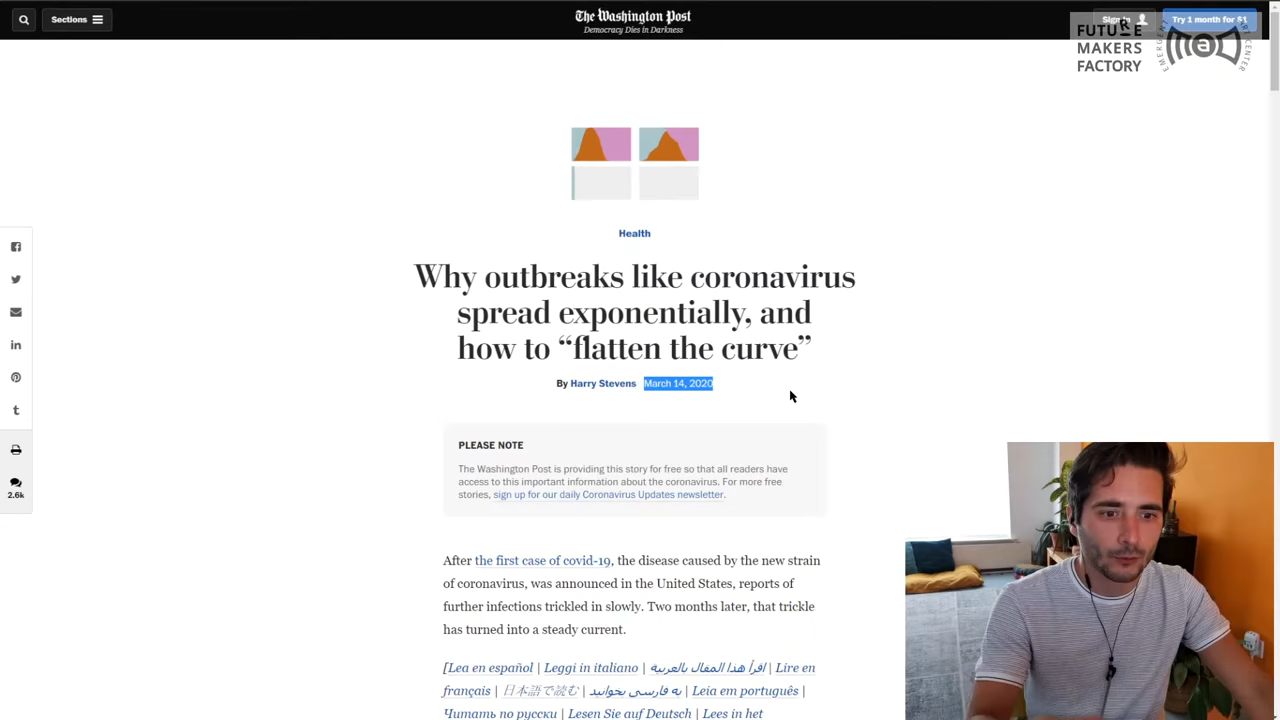 Sections
The Washington Post
Democracy Dies in Darkness
Sign in
Try 1 month for $1
FUTURE
MAKERS
FACTORY
EMERGENT
ART CENTER
a
Health
Why outbreaks like coronavirus
spread exponentially, and
how to “flatten the curve”
By Harry Stevens March 14, 2020
PLEASE NOTE
The Washington Post is providing this story for free so that all readers have
access to this important information about the coronavirus. For more free
stories, sign up for our daily Coronavirus Updates newsletter.
2.6k
After the first case of covid-19, the disease caused by the new strain
of coronavirus, was announced in the United States, reports of
further infections trickled in slowly. Two months later, that trickle
has turned into a steady current.
[Lea en español | Leggi in italiano | اقرأ هذا المقال بالعربية | Lire en
français | 日本語で読む | به فارسی بخوانید | Leia em português |
Читать по русски | Lesen Sie auf Deutsch | Lees in het